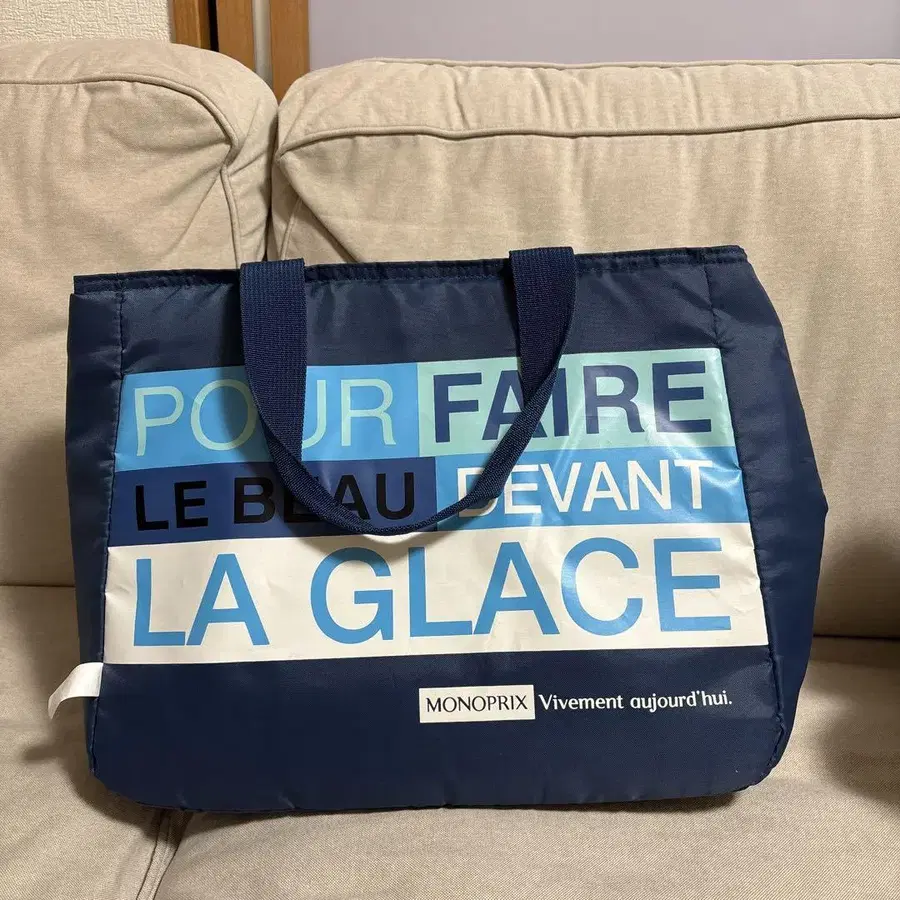 POUR FAIRE
LE BEAU DEVANT
LA GLACE
MONOPRIX Vivement aujourd'hui.